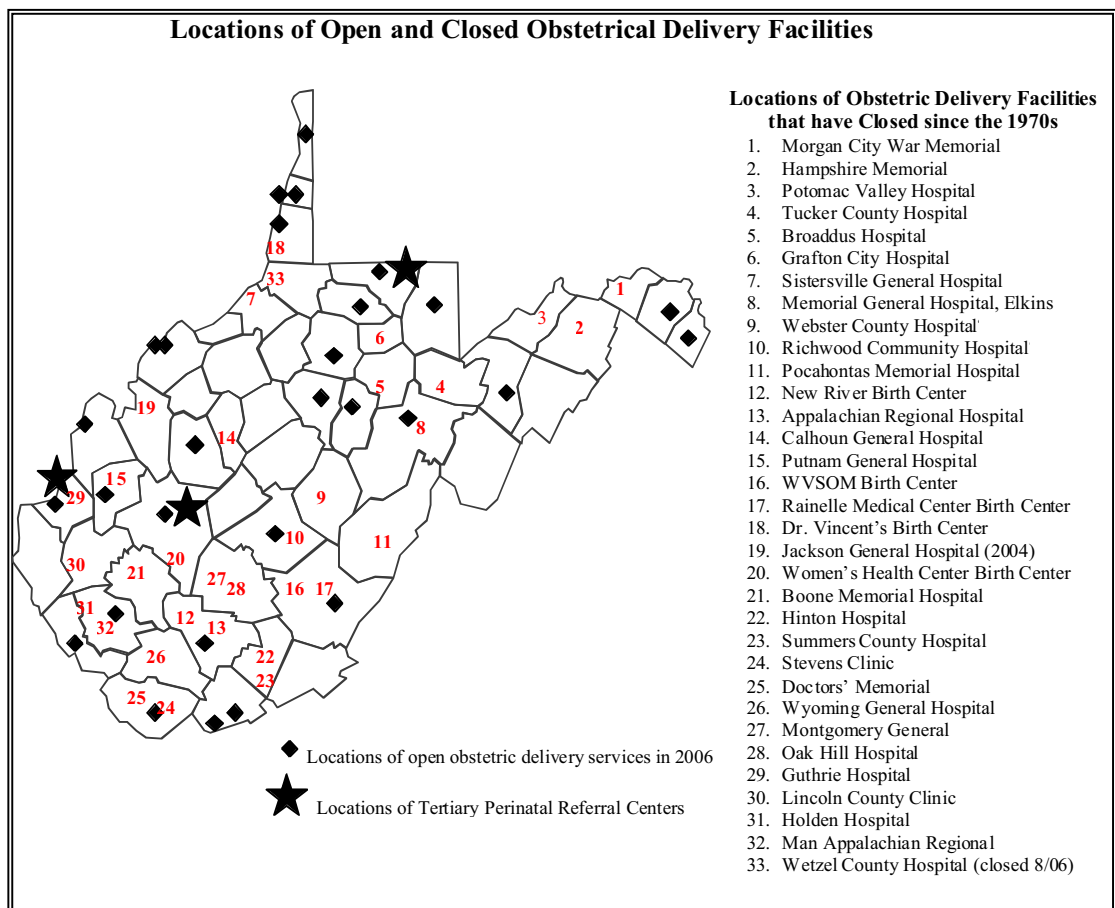 Locations of Open and Closed Obstetrical Delivery Facilities
Locations of Obstetric Delivery Facilities
that have Closed since the 1970s
1. Morgan City War Memorial
2. Hampshire Memorial
3. Potomac Valley Hospital
4. Tucker County Hospital
5. Broaddus Hospital
6. Grafton City Hospital
7. Sistersville General Hospital
8. Memorial General Hospital, Elkins
9. Webster County Hospital
10. Richwood Community Hospital
11. Pocahontas Memorial Hospital
12. New River Birth Center
13. Appalachian Regional Hospital
14. Calhoun General Hospital
15. Putnam General Hospital
16. WVSOM Birth Center
17. Rainelle Medical Center Birth Center
18. Dr. Vincent's Birth Center
19. Jackson General Hospital (2004)
20. Women's Health Center Birth Center
21. Boone Memorial Hospital
22. Hinton Hospital
23. Summers County Hospital
24. Stevens Clinic
25. Doctors' Memorial
26. Wyoming General Hospital
27. Montgomery General
28. Oak Hill Hospital
29. Guthrie Hospital
30. Lincoln County Clinic
31. Holden Hospital
32. Man Appalachian Regional
33. Wetzel County Hospital (closed 8/06)
18
33
7
1
3
2
6
5
4
19
14
8
15
29
9
10
11
20
30
21
27
28
16
17
31
32
12
13
26
22
23
25
24
Locations of open obstetric delivery services in 2006
Locations of Tertiary Perinatal Referral Centers